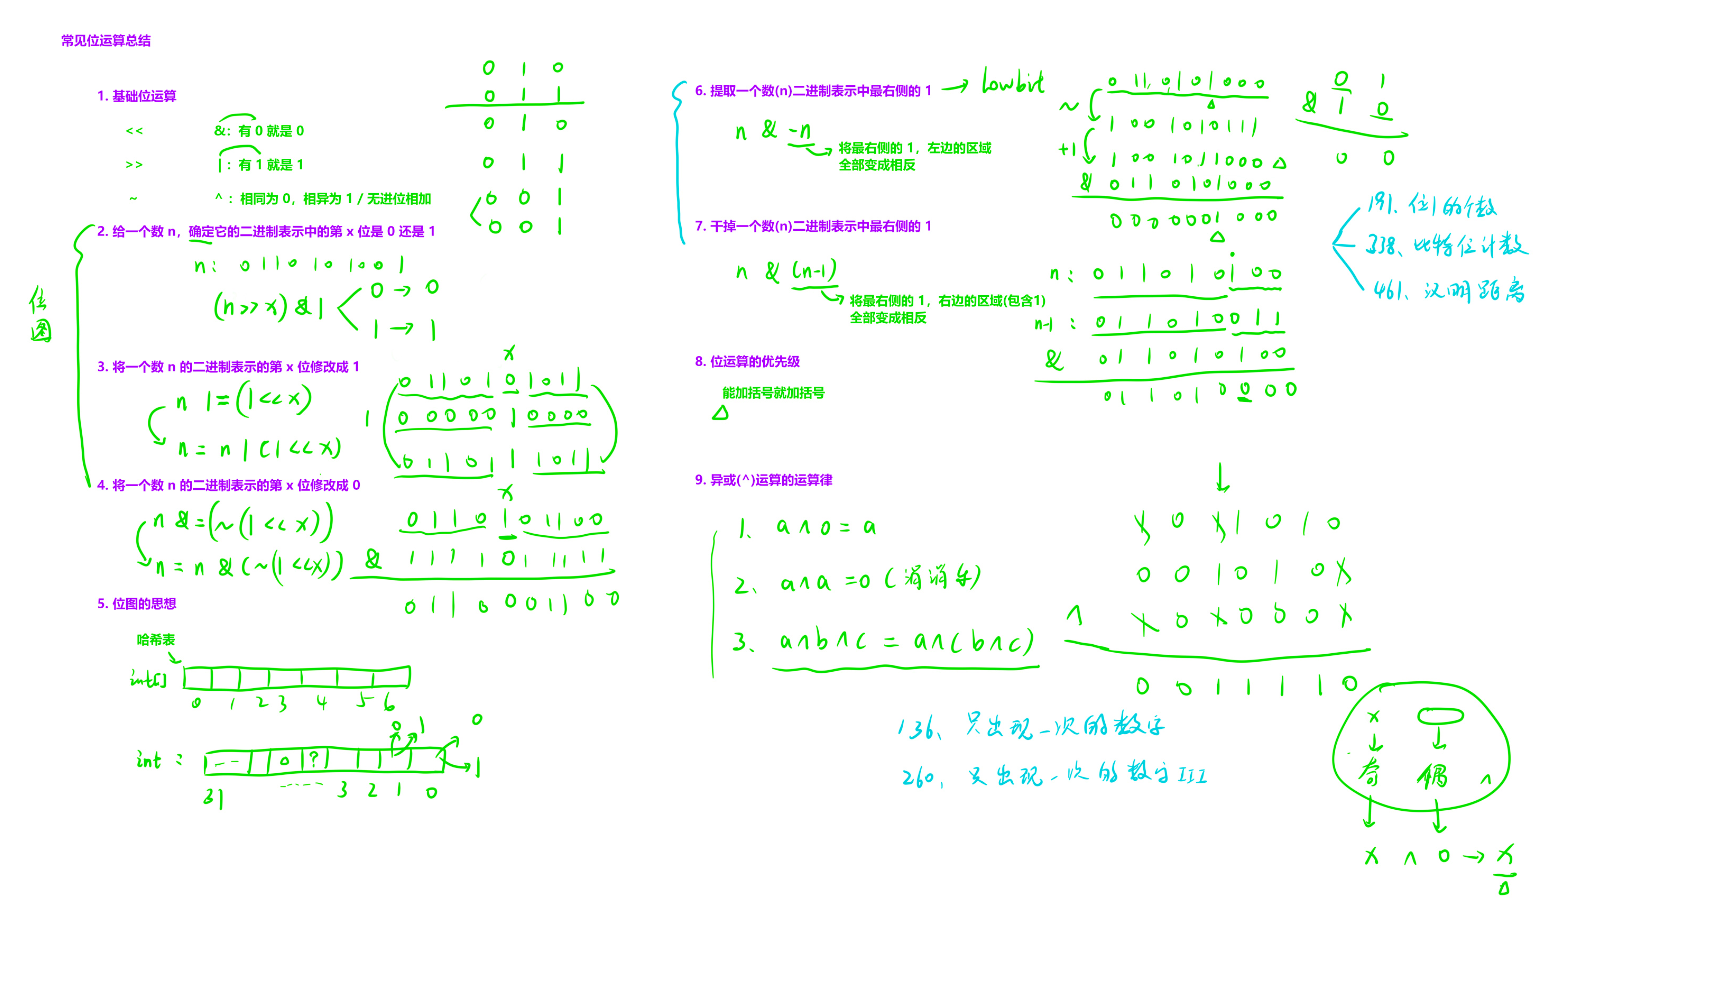 常见位运算总结
1. 基础位运算
<< &: 有 0 就是 0
>> |: 有 1 就是 1
~ ^: 相同为 0, 相异为 1 / 无进位相加
0 1 0
0 1 1
0 1 0
0 1 1
0 0 1
0 0 1
2. 给一个数 n, 确定它的二进制表示中的第 x 位是 0 还是 1
n: 0 1 1 0 1 0 1 0 0 1
(n >> x) & 1
0 → 0
1 → 1
位图
3. 将一个数 n 的二进制表示的第 x 位修改成 1
n |= (1 << x)
n = n | (1 << x)
x
0 1 1 0 1 0 1 0 1 1
| 0 0 0 0 0 1 0 0 0 0
0 1 1 0 1 1 1 0 1 1
4. 将一个数 n 的二进制表示的第 x 位修改成 0
n &= (~(1 << x))
n = n & (~(1 << x))
x
0 1 1 0 1 0 1 1 0 0
& 1 1 1 1 0 1 1 1 1 1
0 1 1 0 0 0 1 1 0 0
5. 位图的思想
哈希表
int[]
0 1 2 3 4 5 6
0 1 0
int: 0 ? 1
31 3 2 1 0
6. 提取一个数(n)二进制表示中最右侧的 1 → lowbit
n & -n
将最右侧的 1, 左边的区域
全部变成相反
0 1 1 0 1 0 1 0 0 0
~ 1 0 0 1 0 1 0 1 1 1
+1 1 0 0 1 0 1 1 0 0 0
& 0 1 1 0 1 0 1 0 0 0
0 0 0 0 0 0 1 0 0 0
0 1
& 1 0
0 0
7. 干掉一个数(n)二进制表示中最右侧的 1
n & (n-1)
将最右侧的 1, 右边的区域(包含1)
全部变成相反
n: 0 1 1 0 1 0 1 0 0
n-1: 0 1 1 0 1 0 0 1 1
& 0 1 1 0 1 0 1 0 0
0 1 1 0 1 0 0 0 0
191、位1的个数
338、比特位计数
461、汉明距离
8. 位运算的优先级
能加括号就加括号
9. 异或(^)运算的运算律
1、a ^ 0 = a
2、a ^ a = 0 (消消乐)
3、a ^ b ^ c = a ^ (b ^ c)
1 0 1 1 0 1 0
0 0 1 0 1 0 1
^ 1 0 1 0 0 0 1
0 0 1 1 1 1 0
136、只出现一次的数字
260、只出现一次的数字 III
x
奇 偶 ^
x ^ 0 → x